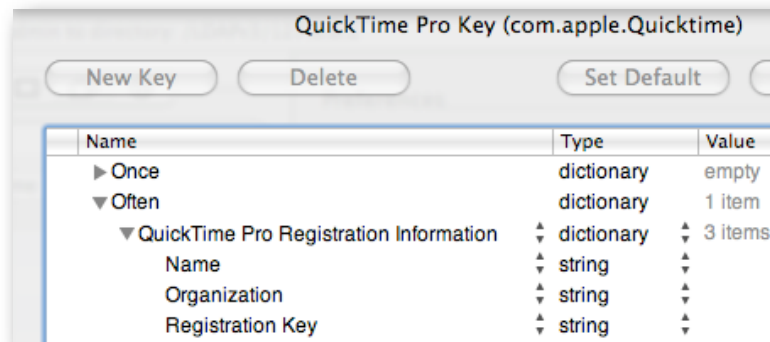 QuickTime Pro Key (com.apple.Quicktime)
New Key Delete Set Default
Name Type Value
Once dictionary empty
Often dictionary 1 item
QuickTime Pro Registration Information dictionary 3 items
Name string
Organization string
Registration Key string